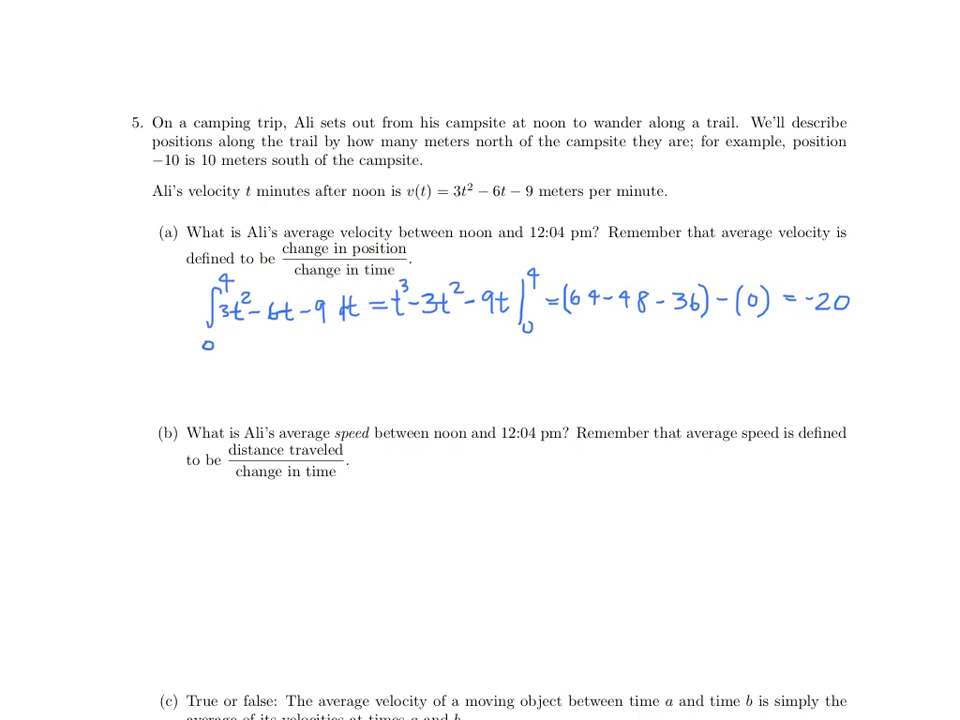 5. On a camping trip, Ali sets out from his campsite at noon to wander along a trail. We'll describe
positions along the trail by how many meters north of the campsite they are; for example, position
−10 is 10 meters south of the campsite.
Ali's velocity t minutes after noon is v(t) = 3t² − 6t − 9 meters per minute.
(a) What is Ali's average velocity between noon and 12:04 pm? Remember that average velocity is
defined to be change in position / change in time.
∫₀⁴ 3t² − 6t − 9 dt = t³ − 3t² − 9t |₀⁴ = (64 − 48 − 36) − (0) = −20
(b) What is Ali's average speed between noon and 12:04 pm? Remember that average speed is defined
to be distance traveled / change in time.
(c) True or false: The average velocity of a moving object between time a and time b is simply the
average of its velocities at times a and b.